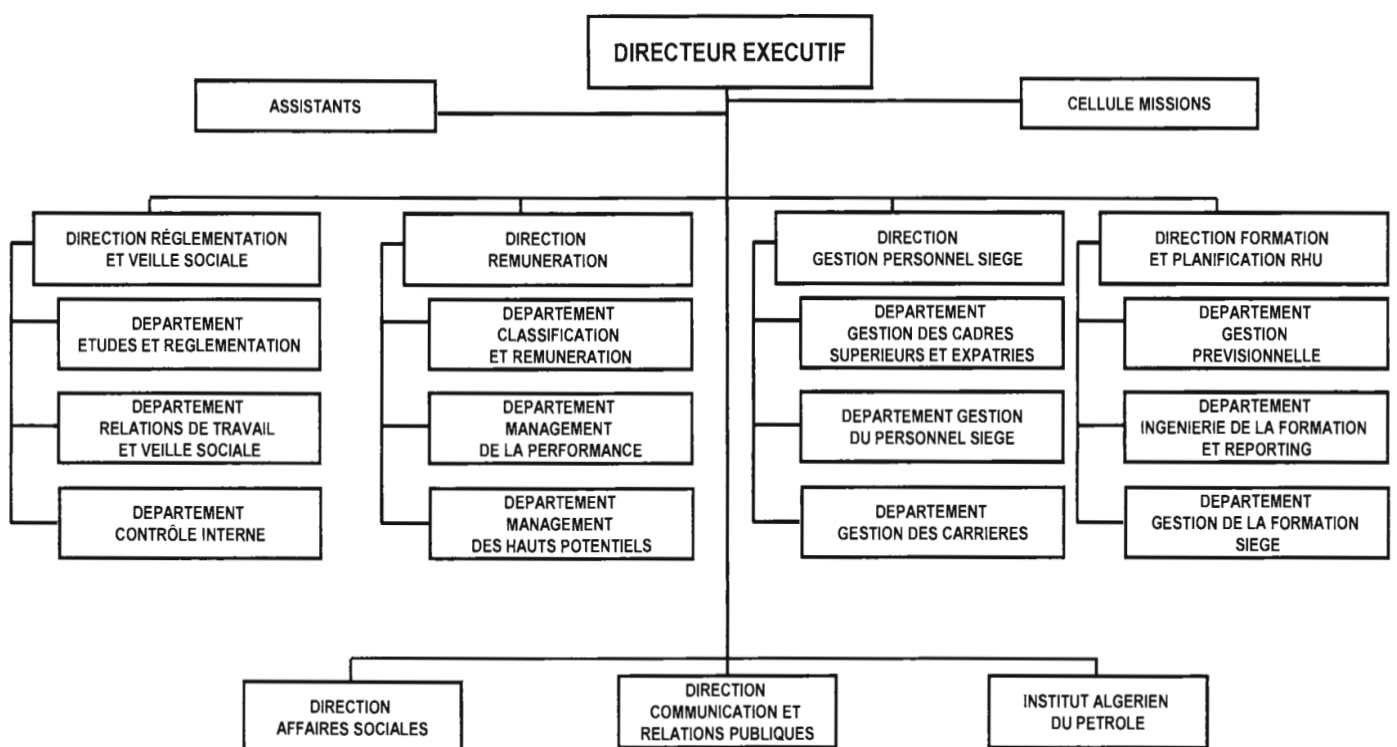 DIRECTEUR EXECUTIF
ASSISTANTS
CELLULE MISSIONS
DIRECTION RÉGLEMENTATION
ET VEILLE SOCIALE
DEPARTEMENT
ETUDES ET REGLEMENTATION
DEPARTEMENT
RELATIONS DE TRAVAIL
ET VEILLE SOCIALE
DEPARTEMENT
CONTRÔLE INTERNE
DIRECTION
REMUNERATION
DEPARTEMENT
CLASSIFICATION
ET REMUNERATION
DEPARTEMENT
MANAGEMENT
DE LA PERFORMANCE
DEPARTEMENT
MANAGEMENT
DES HAUTS POTENTIELS
DIRECTION
GESTION PERSONNEL SIEGE
DEPARTEMENT
GESTION DES CADRES
SUPERIEURS ET EXPATRIES
DEPARTEMENT GESTION
DU PERSONNEL SIEGE
DEPARTEMENT
GESTION DES CARRIERES
DIRECTION FORMATION
ET PLANIFICATION RHU
DEPARTEMENT
GESTION
PREVISIONNELLE
DEPARTEMENT
INGENIERIE DE LA FORMATION
ET REPORTING
DEPARTEMENT
GESTION DE LA FORMATION
SIEGE
DIRECTION
AFFAIRES SOCIALES
DIRECTION
COMMUNICATION ET
RELATIONS PUBLIQUES
INSTITUT ALGERIEN
DU PETROLE